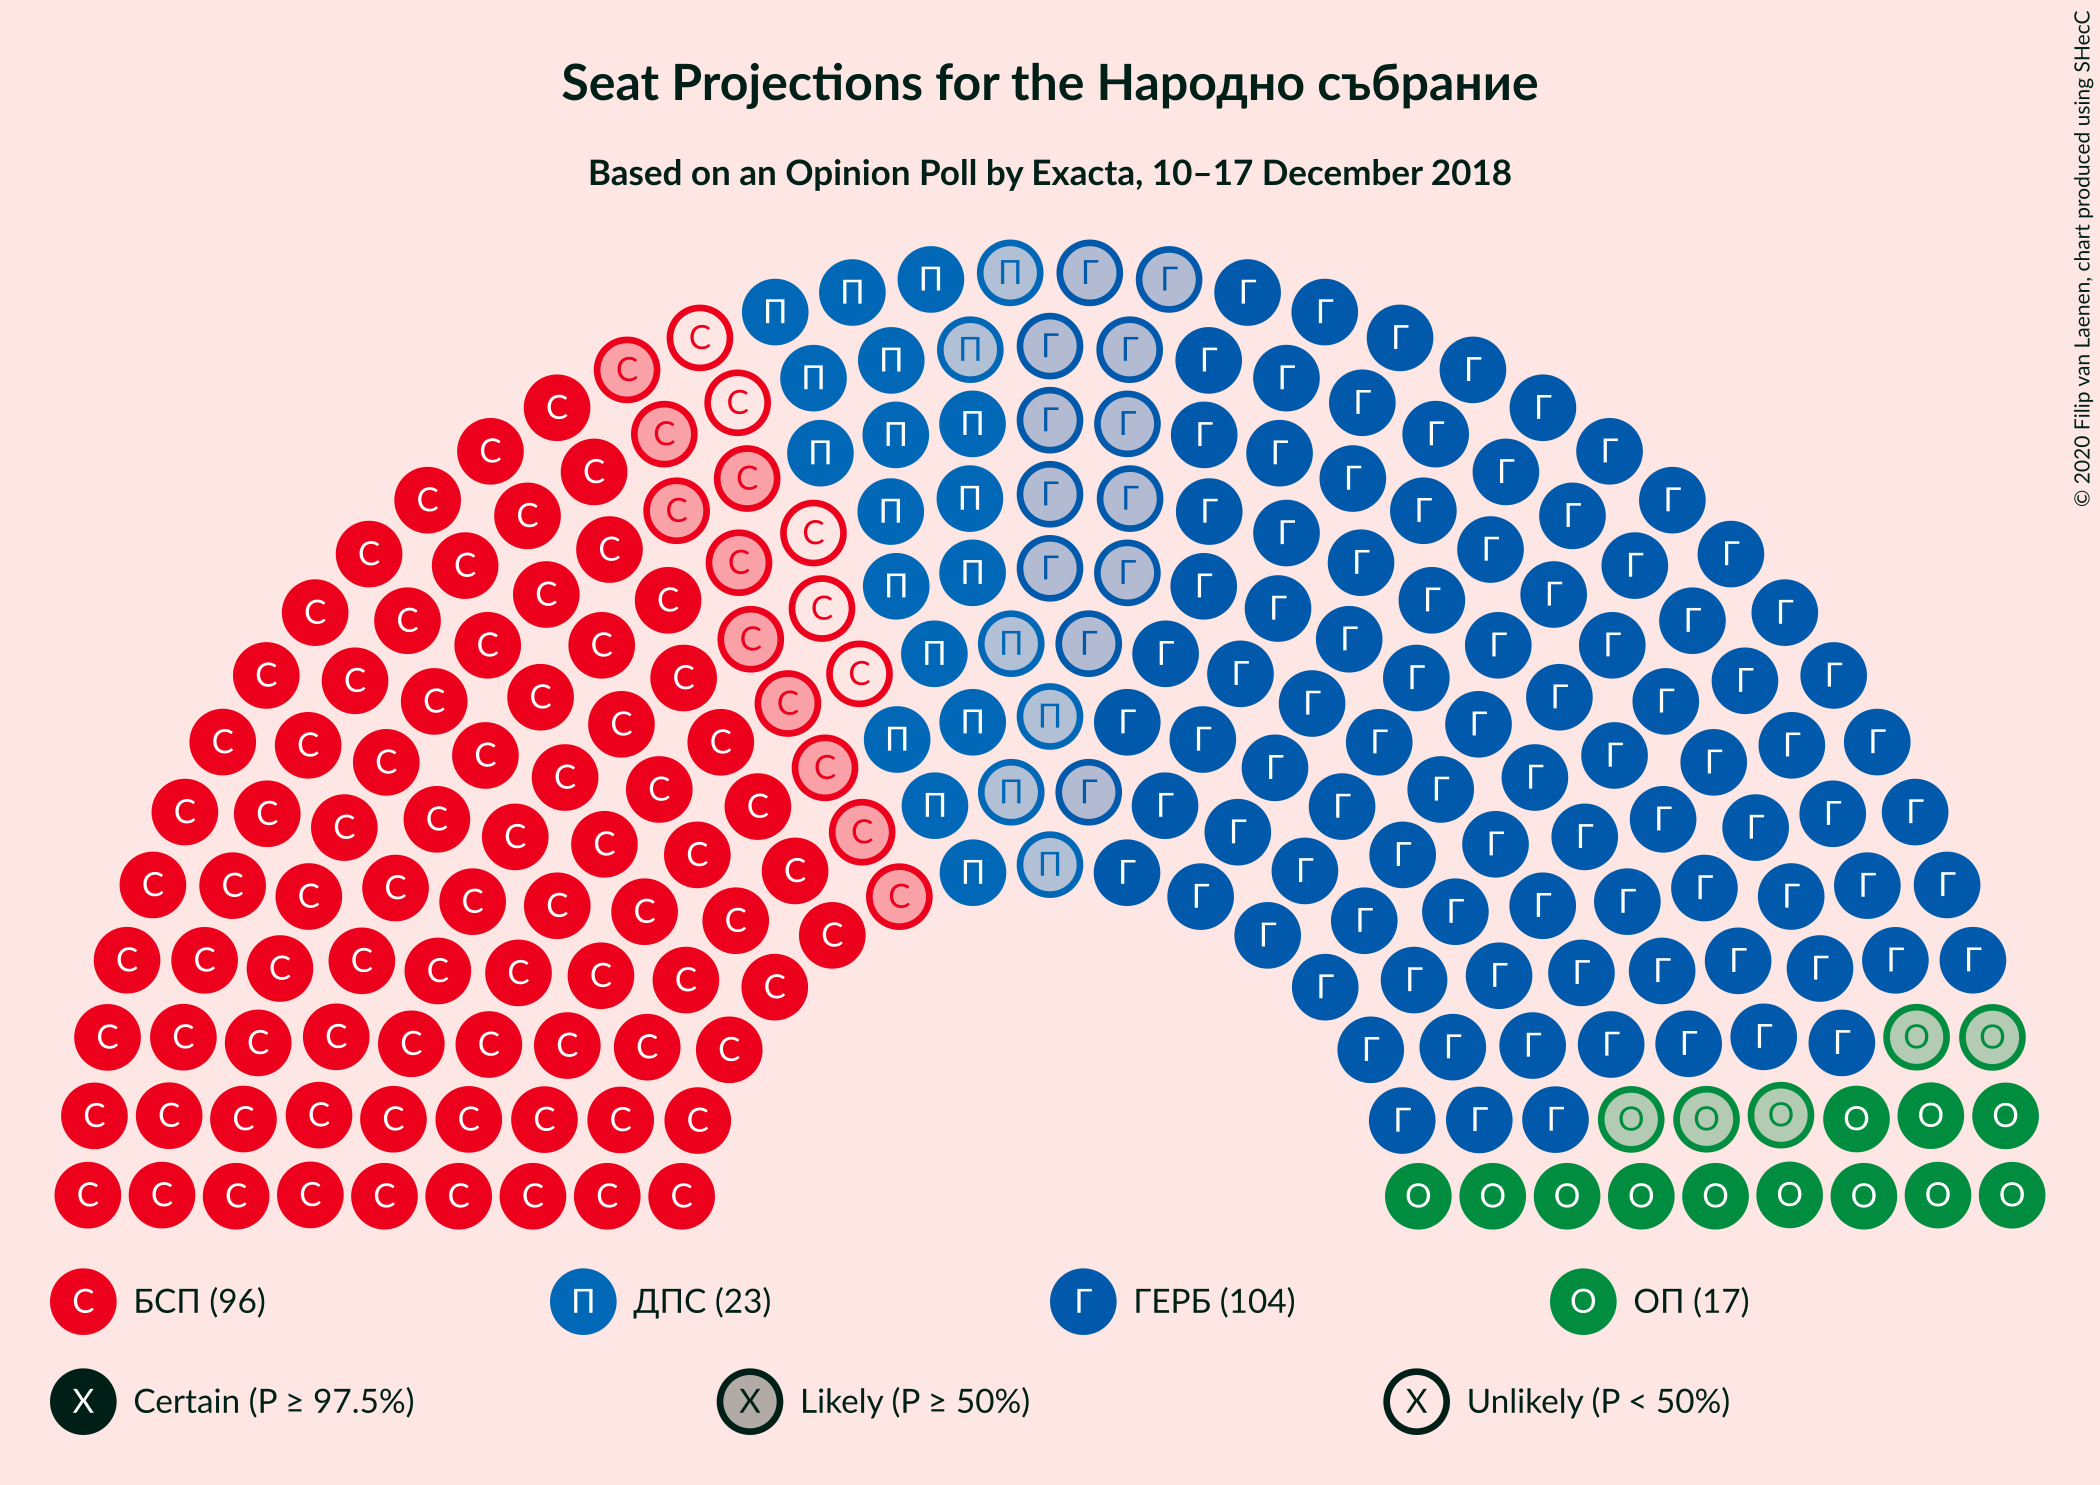 Seat Projections for the Народно събрание
Based on an Opinion Poll by Exacta, 10–17 December 2018
© 2020 Filip van Laenen, chart produced using SHecC
С БСП (96)
П ДПС (23)
Г ГЕРБ (104)
О ОП (17)
X Certain (P ≥ 97.5%)
X Likely (P ≥ 50%)
X Unlikely (P < 50%)